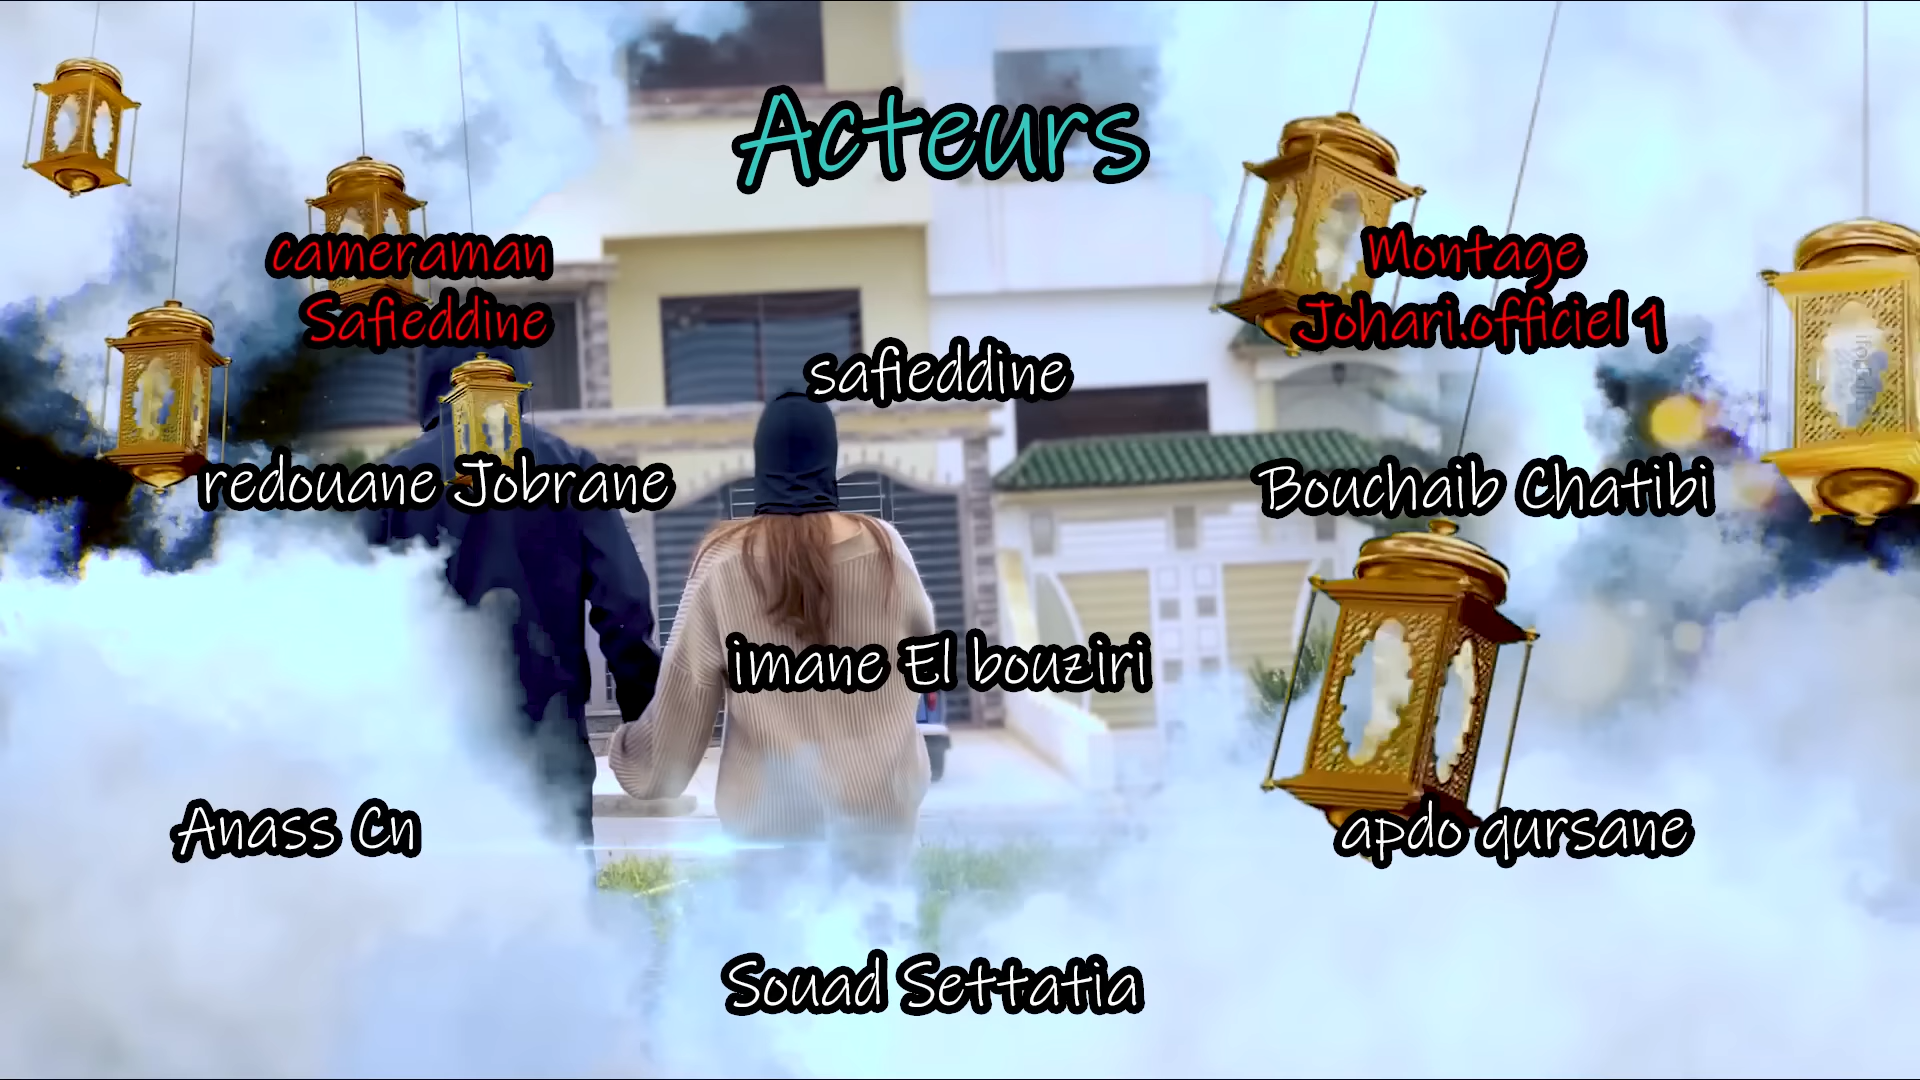 Acteurs
cameraman
Safieddine
Montage
Johari.officiel 1
safieddine
redouane Jobrane
Bouchaib Chatibi
imane El bouziri
Anass Cn
apdo qursane
Souad Settatia